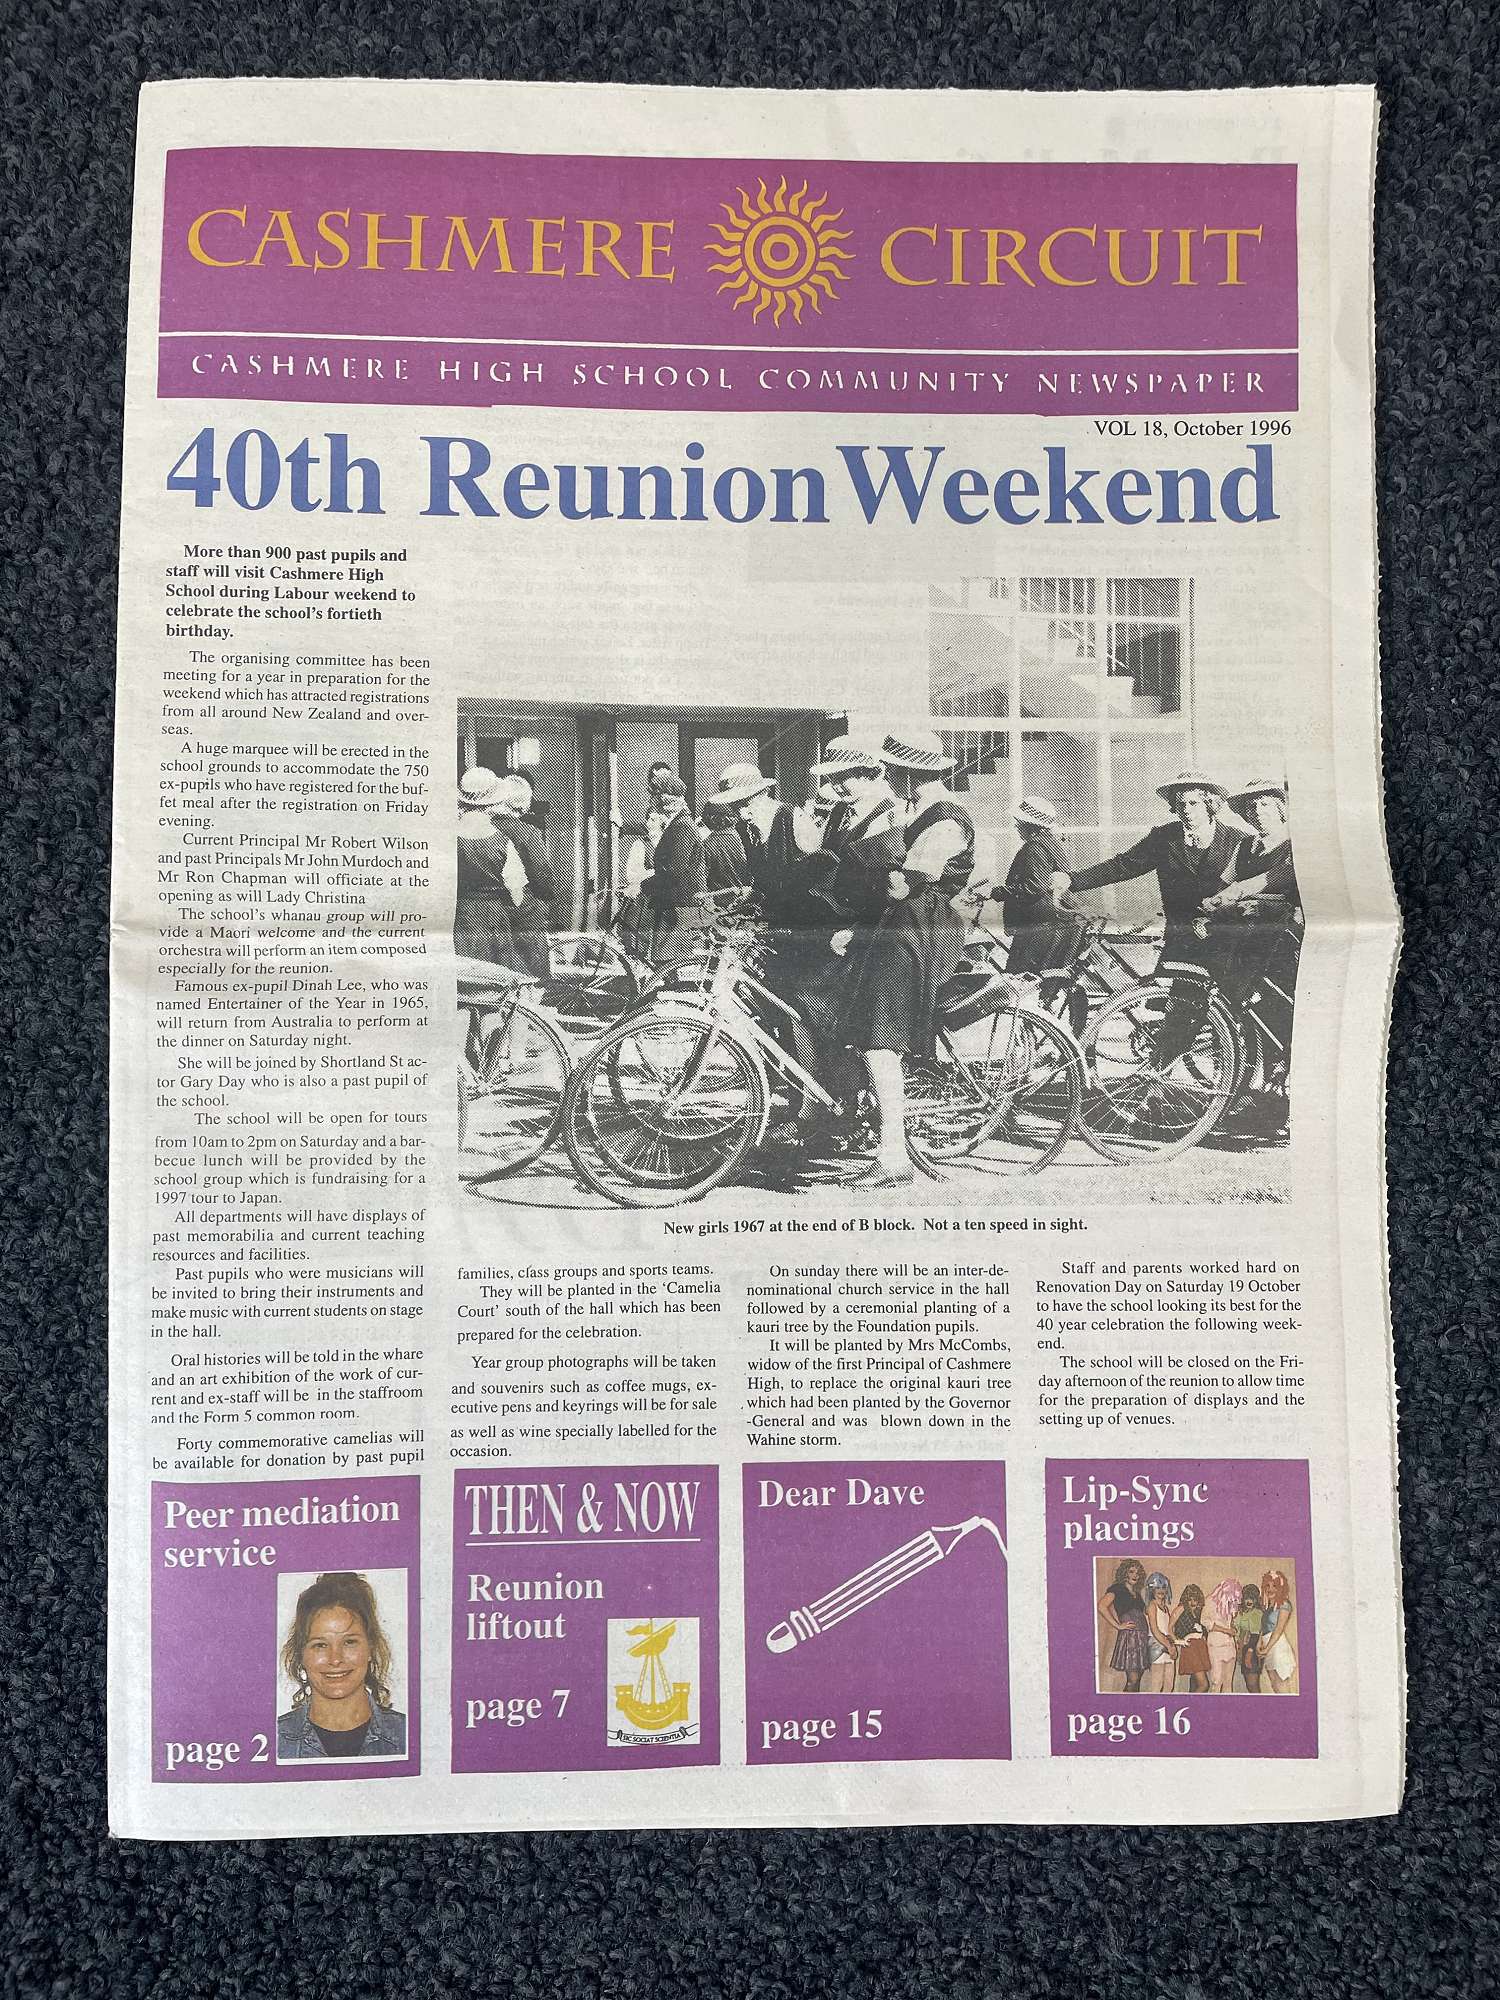 CASHMERE CIRCUIT
CASHMERE HIGH SCHOOL COMMUNITY NEWSPAPER
VOL 18, October 1996
40th Reunion Weekend
More than 900 past pupils and
staff will visit Cashmere High
School during Labour weekend to
celebrate the school's fortieth
birthday.
The organising committee has been
meeting for a year in preparation for the
weekend which has attracted registrations
from all around New Zealand and over-
seas.
A huge marquee will be erected in the
school grounds to accommodate the 750
ex-pupils who have registered for the buf-
fet meal after the registration on Friday
evening.
Current Principal Mr Robert Wilson
and past Principals Mr John Murdoch and
Mr Ron Chapman will officiate at the
opening as will Lady Christina
The school's whanau group will pro-
vide a Maori welcome and the current
orchestra will perform an item composed
especially for the reunion.
Famous ex-pupil Dinah Lee, who was
named Entertainer of the Year in 1965,
will return from Australia to perform at
the dinner on Saturday night.
She will be joined by Shortland St ac-
tor Gary Day who is also a past pupil of
the school.
The school will be open for tours
from 10am to 2pm on Saturday and a bar-
becue lunch will be provided by the
school group which is fundraising for a
1997 tour to Japan.
All departments will have displays of
past memorabilia and current teaching
resources and facilities.
Past pupils who were musicians will
be invited to bring their instruments and
make music with current students on stage
in the hall.
Oral histories will be told in the whare
and an art exhibition of the work of cur-
rent and ex-staff will be in the staffroom
and the Form 5 common room.
Forty commemorative camelias will
be available for donation by past pupil
New girls 1967 at the end of B block. Not a ten speed in sight.
families, class groups and sports teams.
They will be planted in the 'Camelia
Court' south of the hall which has been
prepared for the celebration.
Year group photographs will be taken
and souvenirs such as coffee mugs, ex-
ecutive pens and keyrings will be for sale
as well as wine specially labelled for the
occasion.
On sunday there will be an inter-de-
nominational church service in the hall
followed by a ceremonial planting of a
kauri tree by the Foundation pupils.
It will be planted by Mrs McCombs,
widow of the first Principal of Cashmere
High, to replace the original kauri tree
which had been planted by the Governor
-General and was blown down in the
Wahine storm.
Staff and parents worked hard on
Renovation Day on Saturday 19 October
to have the school looking its best for the
40 year celebration the following week-
end.
The school will be closed on the Fri-
day afternoon of the reunion to allow time
for the preparation of displays and the
setting up of venues.
Peer mediation
service
page 2
THEN & NOW
Reunion
liftout
page 7
SIC SOCIAT SCIENTIA
Dear Dave
page 15
Lip-Sync
placings
page 16